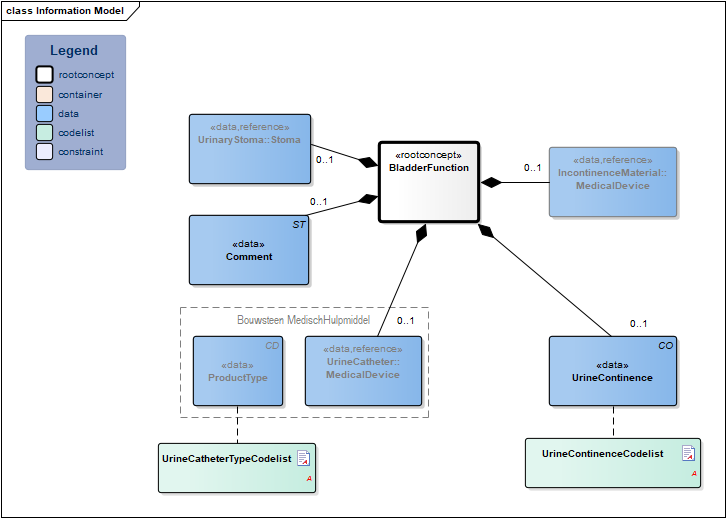 class Information Model
Legend
rootconcept
container
data
codelist
constraint
«data,reference»
UrinaryStoma::Stoma
0..1
«rootconcept»
BladderFunction
0..1
«data,reference»
IncontinenceMaterial::
MedicalDevice
0..1
ST
«data»
Comment
Bouwsteen MedischHulpmiddel
0..1
0..1
CD
«data»
ProductType
«data,reference»
UrineCatheter::
MedicalDevice
CO
«data»
UrineContinence
UrineCatheterTypeCodelist
A
UrineContinenceCodelist
A